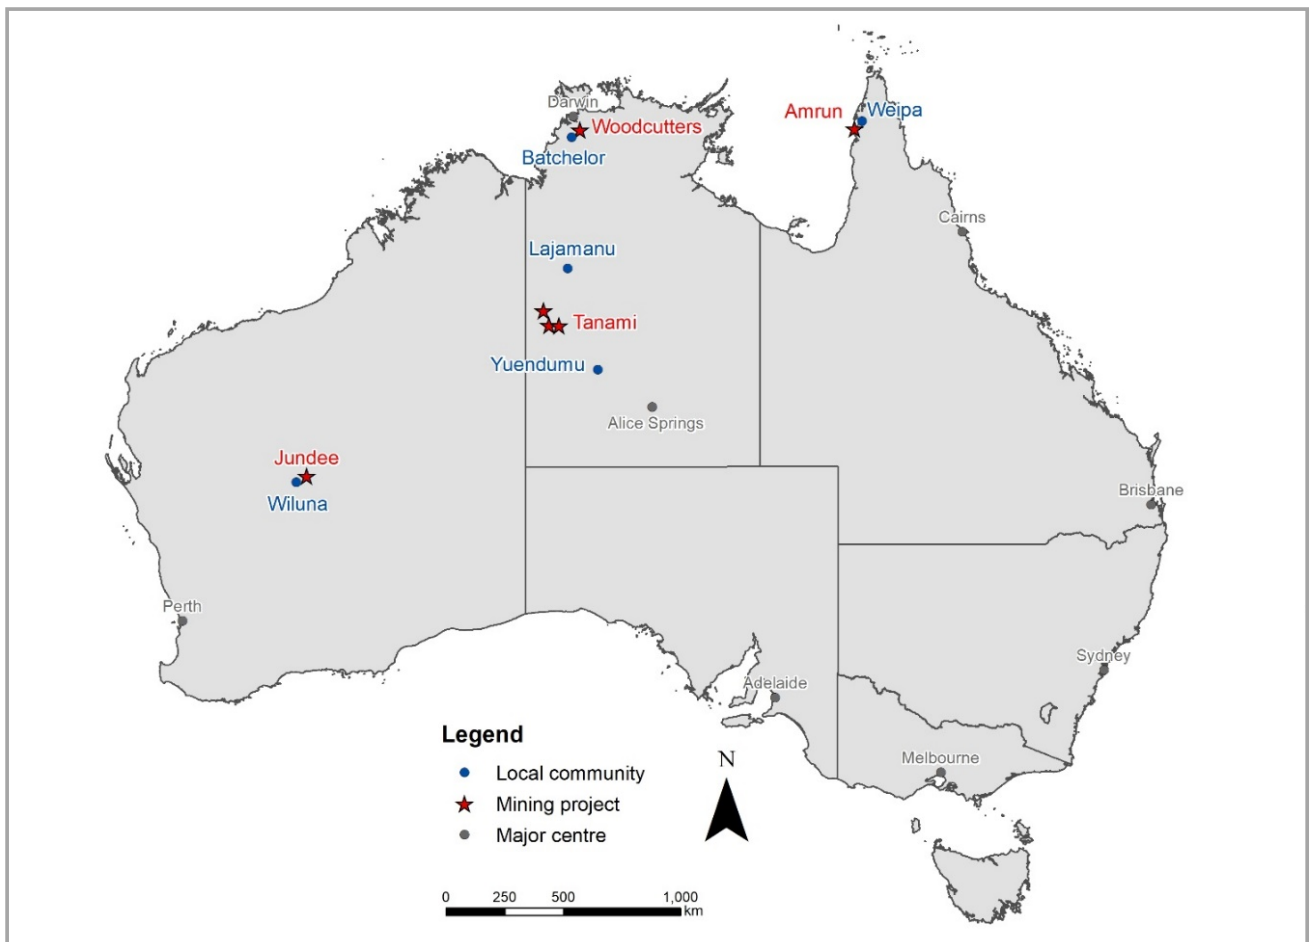 Darwin
Woodcutters
Batchelor
Amrun
Weipa
Cairns
Lajamanu
Tanami
Yuendumu
Alice Springs
Jundee
Wiluna
Brisbane
Perth
Sydney
Adelaide
Melbourne
Legend
Local community
Mining project
Major centre
N
0 250 500 1,000
km